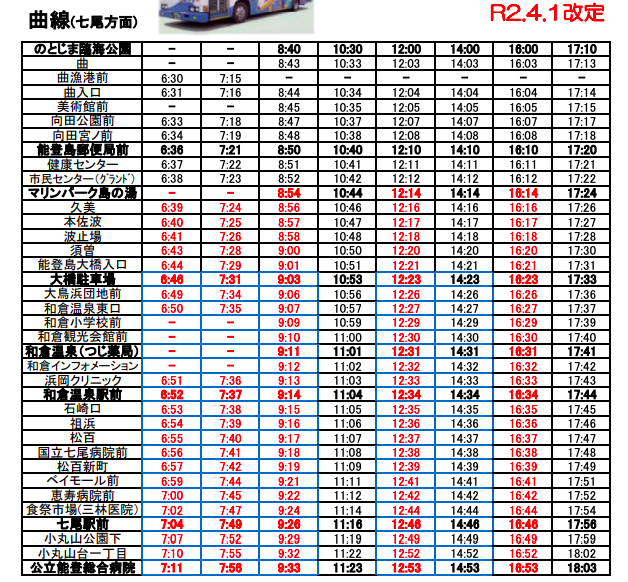 曲線(七尾方面)
R2.4.1改定
のとじま臨海公園 － － 8:40 10:30 12:00 14:00 16:00 17:10
曲 － － 8:43 10:33 12:03 14:03 16:03 17:13
曲漁港前 6:30 7:15 － － － － － －
曲入口 6:31 7:16 8:44 10:34 12:04 14:04 16:04 17:14
美術館前 8:45 10:35 12:05 14:05 16:05 17:15
向田公園前 6:33 7:18 8:47 10:37 12:07 14:07 16:07 17:17
向田宮ノ前 6:34 7:19 8:48 10:38 12:08 14:08 16:08 17:18
能登島郵便局前 6:36 7:21 8:50 10:40 12:10 14:10 16:10 17:20
健康センター 6:37 7:22 8:51 10:41 12:11 14:11 16:11 17:21
市民センター(ｸﾞﾗﾝﾄﾞ) 6:38 7:23 8:52 10:42 12:12 14:12 16:12 17:22
マリンパーク島の湯 － － 8:54 10:44 12:14 14:14 16:14 17:24
久美 6:39 7:24 8:56 10:46 12:16 14:16 16:16 17:26
本佐波 6:40 7:25 8:57 10:47 12:17 14:17 16:17 17:27
波止場 6:41 7:26 8:58 10:48 12:18 14:18 16:18 17:28
須曽 6:43 7:28 9:00 10:50 12:20 14:20 16:20 17:30
能登島大橋入口 6:44 7:29 9:01 10:51 12:21 14:21 16:21 17:31
大橋駐車場 6:46 7:31 9:03 10:53 12:23 14:23 16:23 17:33
大鳥浜団地前 6:49 7:34 9:06 10:56 12:26 14:26 16:26 17:36
和倉温泉東口 6:50 7:35 9:07 10:57 12:27 14:27 16:27 17:37
和倉小学校前 － － 9:09 10:59 12:29 14:29 16:29 17:39
和倉観光会館前 － － 9:10 11:00 12:30 14:30 16:30 17:40
和倉温泉(つじ薬局) － － 9:11 11:01 12:31 14:31 16:31 17:41
和倉インフォメーション － － 9:12 11:02 12:32 14:32 16:32 17:42
浜岡クリニック 6:51 7:36 9:13 11:03 12:33 14:33 16:33 17:43
和倉温泉駅前 6:52 7:37 9:14 11:04 12:34 14:34 16:34 17:44
石崎口 6:53 7:38 9:15 11:05 12:35 14:35 16:35 17:45
祖浜 6:54 7:39 9:16 11:06 12:36 14:36 16:36 17:46
松百 6:55 7:40 9:17 11:07 12:37 14:37 16:37 17:47
国立七尾病院前 6:56 7:41 9:18 11:08 12:38 14:38 16:38 17:48
松百新町 6:57 7:42 9:19 11:09 12:39 14:39 16:39 17:49
ベイモール前 6:59 7:44 9:21 11:11 12:41 14:41 16:41 17:51
恵寿病院前 7:00 7:45 9:22 11:12 12:42 14:42 16:42 17:52
食祭市場(三林医院) 7:02 7:47 9:24 11:14 12:44 14:44 16:44 17:54
七尾駅前 7:04 7:49 9:26 11:16 12:46 14:46 16:46 17:56
小丸山公園下 7:07 7:52 9:29 11:19 12:49 14:49 16:49 17:59
小丸山台一丁目 7:10 7:55 9:32 11:22 12:52 14:52 16:52 18:02
公立能登総合病院 7:11 7:56 9:33 11:23 12:53 14:53 16:53 18:03